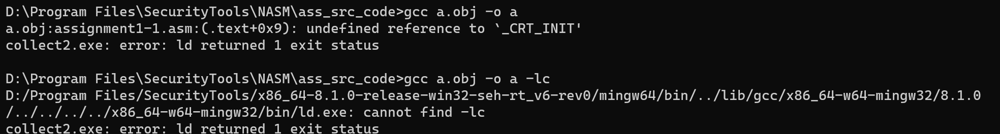 D:\Program Files\SecurityTools\NASM\ass_src_code>gcc a.obj -o a
a.obj:assignment1-1.asm:(.text+0x9): undefined reference to `_CRT_INIT'
collect2.exe: error: ld returned 1 exit status
D:\Program Files\SecurityTools\NASM\ass_src_code>gcc a.obj -o a -lc
D:/Program Files/SecurityTools/x86_64-8.1.0-release-win32-seh-rt_v6-rev0/mingw64/bin/../lib/gcc/x86_64-w64-mingw32/8.1.0
/../../../../x86_64-w64-mingw32/bin/ld.exe: cannot find -lc
collect2.exe: error: ld returned 1 exit status